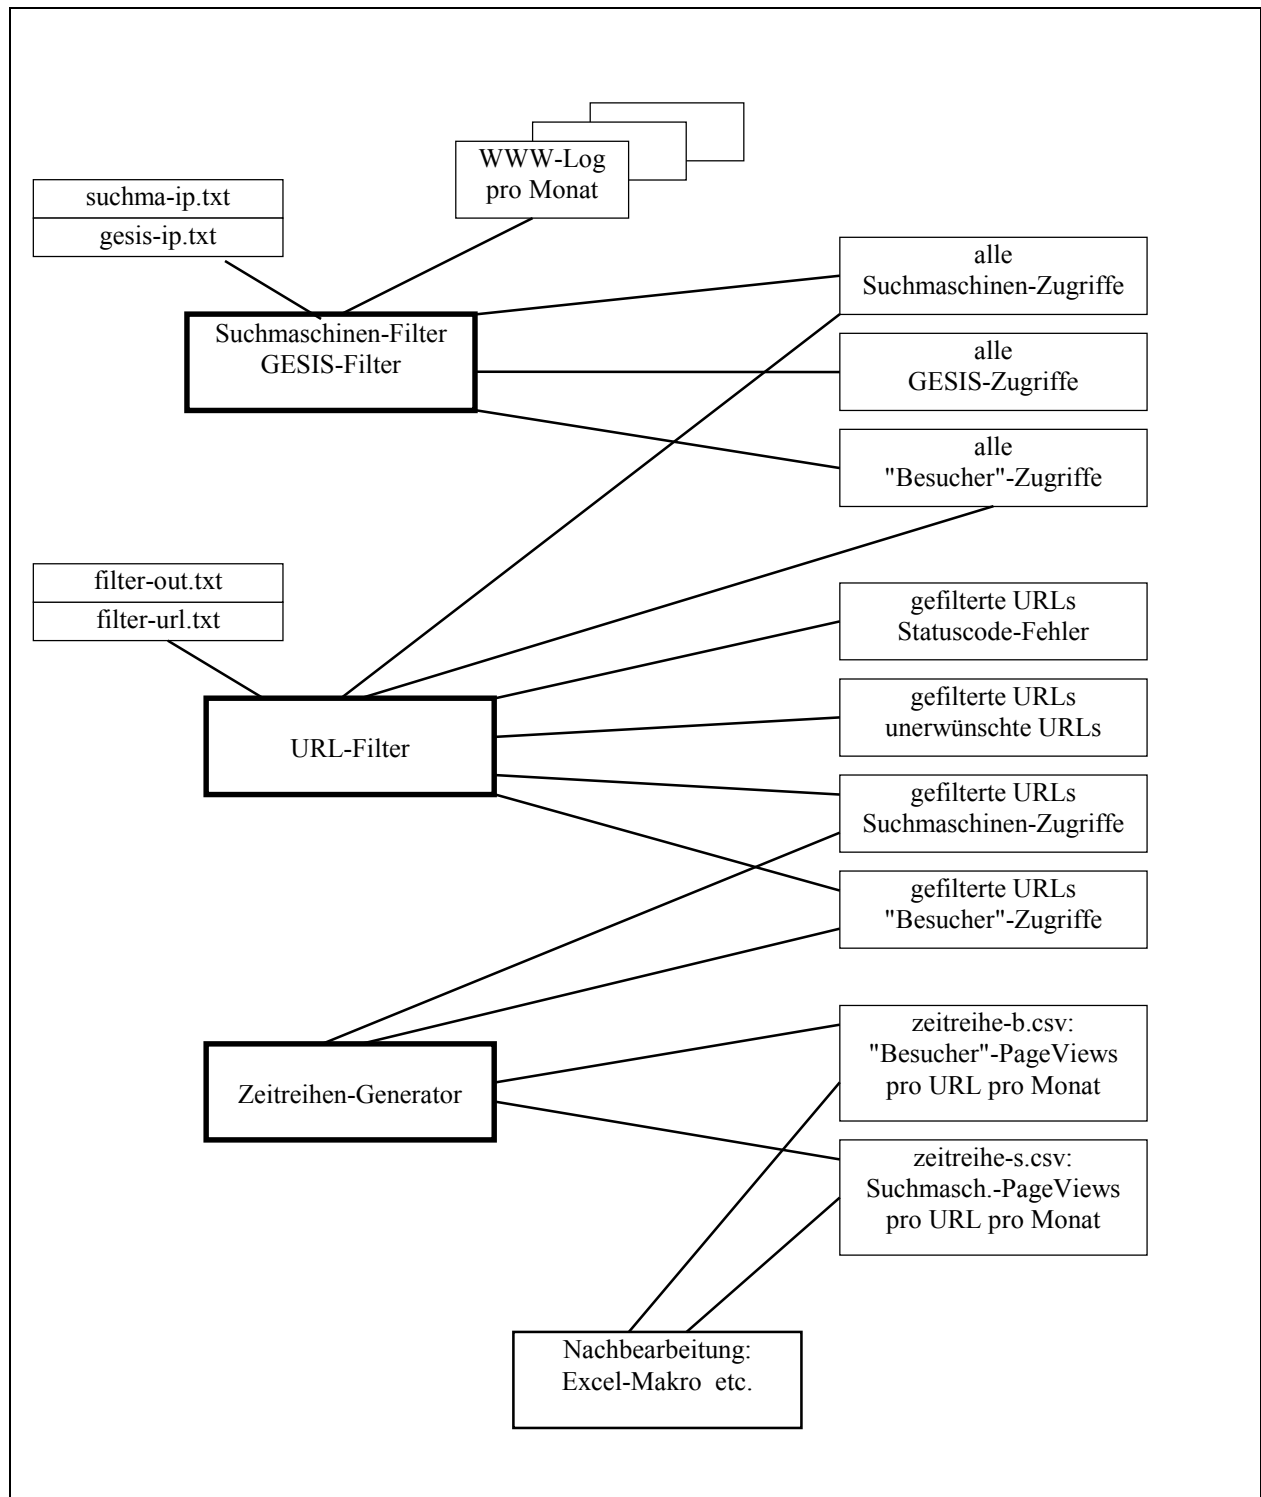 WWW-Log
pro Monat
suchma-ip.txt
gesis-ip.txt
alle
Suchmaschinen-Zugriffe
Suchmaschinen-Filter
GESIS-Filter
alle
GESIS-Zugriffe
alle
"Besucher"-Zugriffe
filter-out.txt
filter-url.txt
gefilterte URLs
Statuscode-Fehler
URL-Filter
gefilterte URLs
unerwünschte URLs
gefilterte URLs
Suchmaschinen-Zugriffe
gefilterte URLs
"Besucher"-Zugriffe
Zeitreihen-Generator
zeitreihe-b.csv:
"Besucher"-PageViews
pro URL pro Monat
zeitreihe-s.csv:
Suchmasch.-PageViews
pro URL pro Monat
Nachbearbeitung:
Excel-Makro etc.